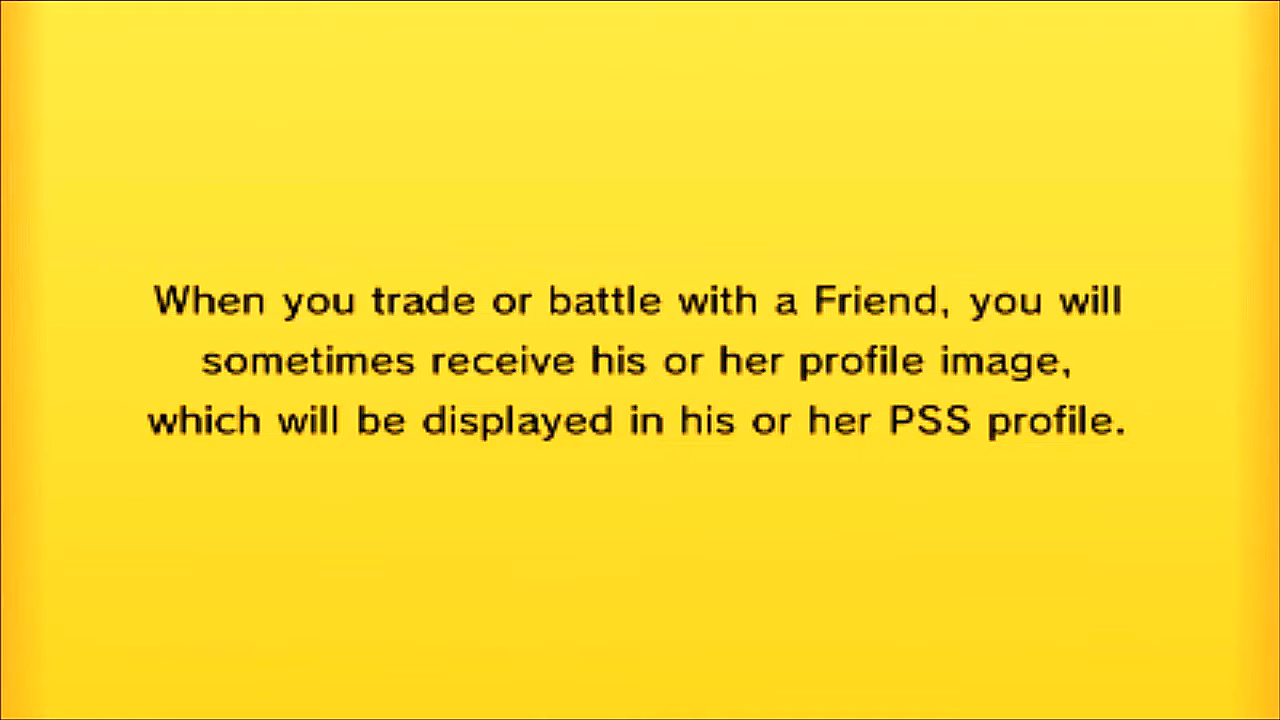 When you trade or battle with a Friend, you will
sometimes receive his or her profile image,
which will be displayed in his or her PSS profile.